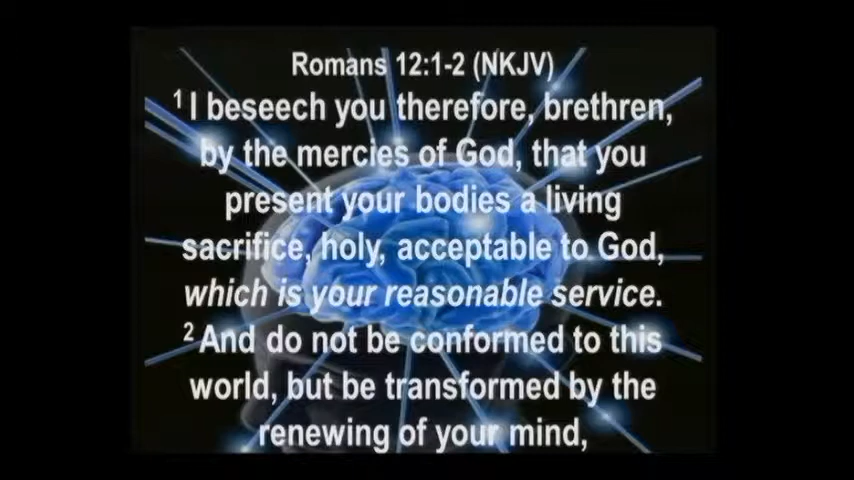 Romans 12:1-2 (NKJV)
1 I beseech you therefore, brethren,
by the mercies of God, that you
present your bodies a living
sacrifice, holy, acceptable to God,
which is your reasonable service.
2 And do not be conformed to this
world, but be transformed by the
renewing of your mind,